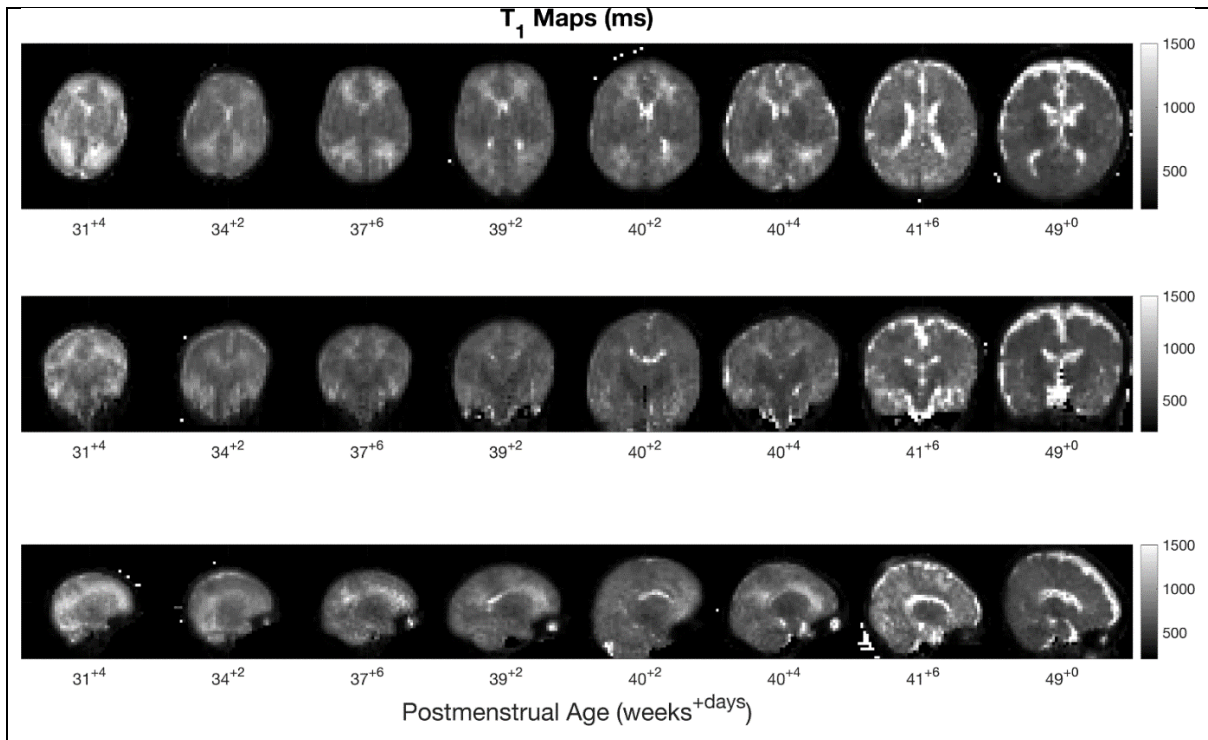 T₁ Maps (ms)
1500
1000
500
31⁺⁴ 34⁺² 37⁺⁶ 39⁺² 40⁺² 40⁺⁴ 41⁺⁶ 49⁺⁰
1500
1000
500
31⁺⁴ 34⁺² 37⁺⁶ 39⁺² 40⁺² 40⁺⁴ 41⁺⁶ 49⁺⁰
1500
1000
500
31⁺⁴ 34⁺² 37⁺⁶ 39⁺² 40⁺² 40⁺⁴ 41⁺⁶ 49⁺⁰
Postmenstrual Age (weeks⁺ᵈᵃʸˢ)